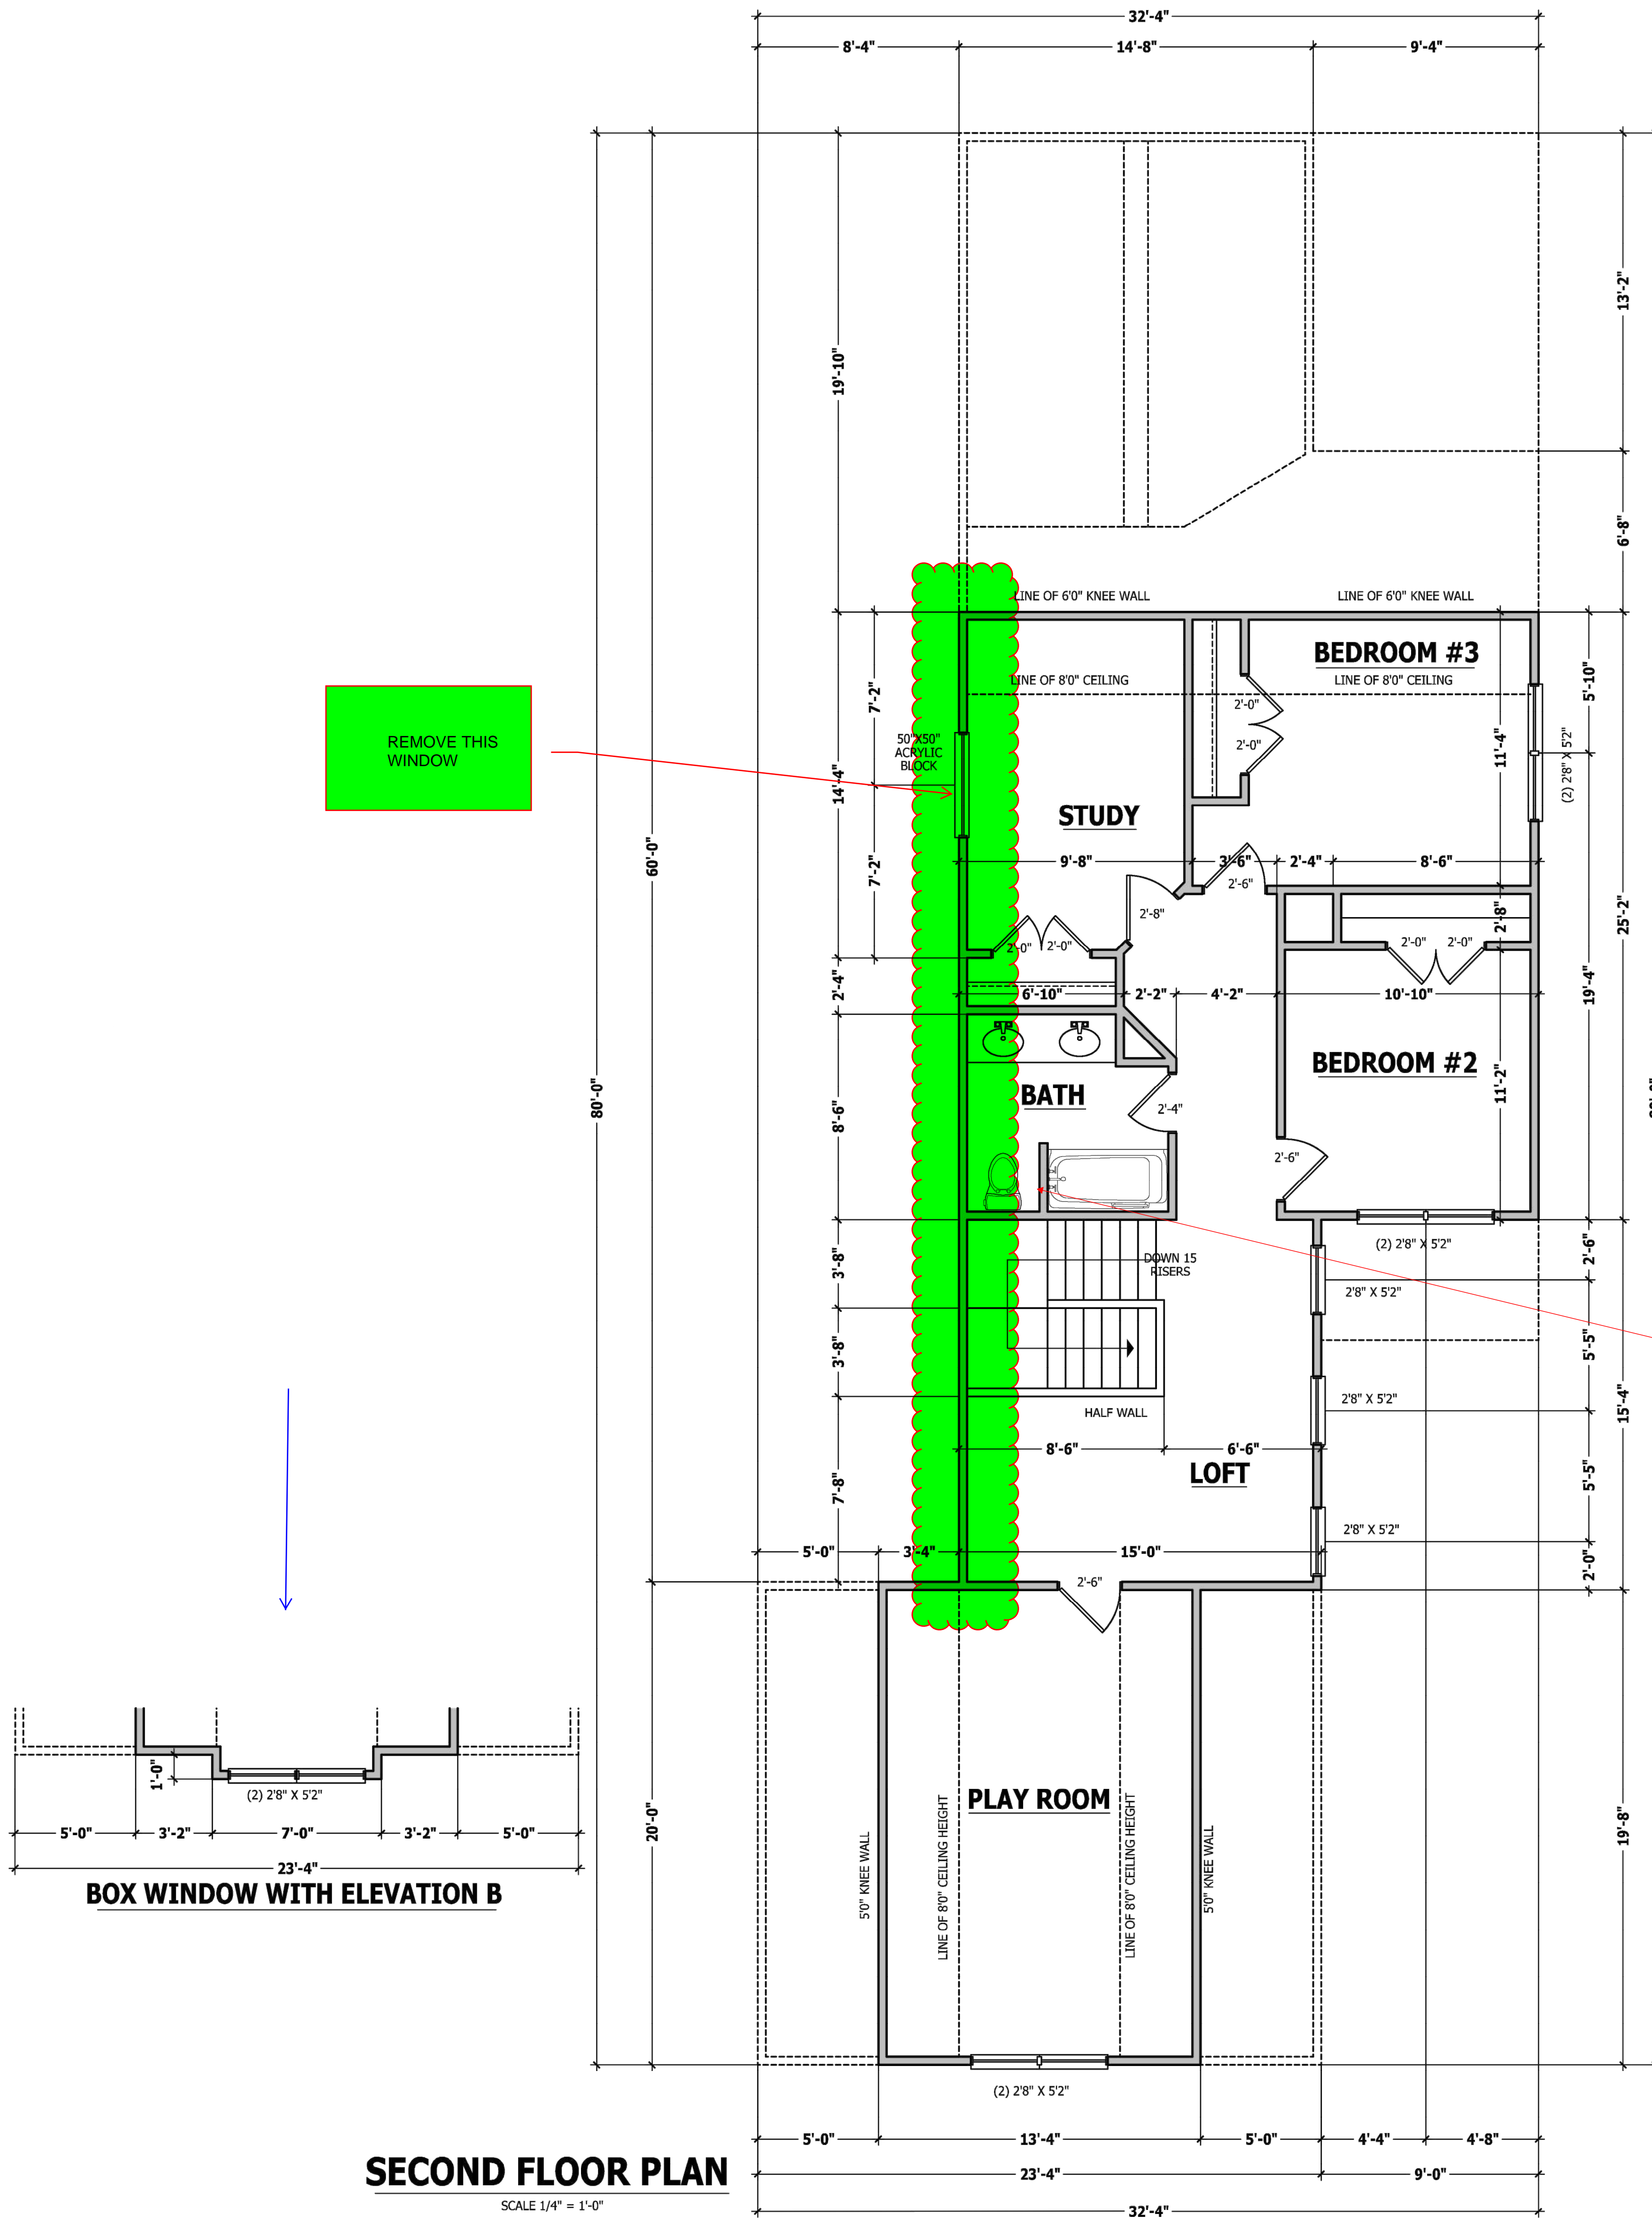 32'-4"
8'-4"
14'-8"
9'-4"
13'-2"
19'-10"
6'-8"
LINE OF 6'0" KNEE WALL
LINE OF 6'0" KNEE WALL
BEDROOM #3
LINE OF 8'0" CEILING
LINE OF 8'0" CEILING
7'-2"
5'-10"
2'-0"
2'-0"
50"X50"
ACRYLIC
BLOCK
REMOVE THIS
WINDOW
11'-4"
(2) 2'8" X 5'2"
14'-4"
STUDY
60'-0"
7'-2"
9'-8"
3'-6"
2'-4"
8'-6"
2'-6"
2'-8"
2'-8"
25'-2"
2'-0"
2'-0"
2'-0"
2'-0"
2'-4"
6'-10"
2'-2"
4'-2"
10'-10"
19'-4"
BEDROOM #2
80'-0"
BATH
11'-2"
8'-6"
2'-4"
2'-6"
(2) 2'8" X 5'2"
3'-8"
DOWN 15
RISERS
2'-6"
2'8" X 5'2"
3'-8"
5'-5"
2'8" X 5'2"
15'-4"
HALF WALL
8'-6"
6'-6"
LOFT
7'-8"
5'-5"
2'8" X 5'2"
5'-0"
3'-4"
15'-0"
2'-0"
2'-6"
1'-0"
(2) 2'8" X 5'2"
PLAY ROOM
5'-0"
3'-2"
7'-0"
3'-2"
5'-0"
20'-0"
19'-8"
23'-4"
5'0" KNEE WALL
LINE OF 8'0" CEILING HEIGHT
LINE OF 8'0" CEILING HEIGHT
5'0" KNEE WALL
BOX WINDOW WITH ELEVATION B
(2) 2'8" X 5'2"
5'-0"
13'-4"
5'-0"
4'-4"
4'-8"
SECOND FLOOR PLAN
23'-4"
9'-0"
SCALE 1/4" = 1'-0"
32'-4"